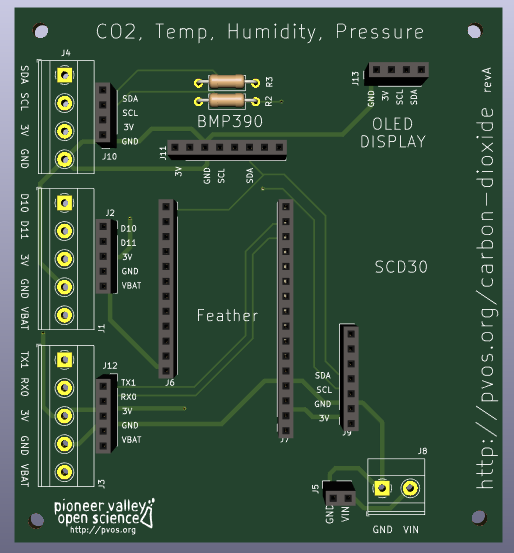 CO2, Temp, Humidity, Pressure
revA
J4
SDA
SCL
3V
GND
SDA
SCL
3V
GND
J10
R3
R2
BMP390
J11
3V
GND
SCL
SDA
J13
GND
3V
SCL
SDA
OLED
DISPLAY
http://pvos.org/carbon-dioxide
D10
D11
3V
GND
VBAT
J1
J2
D10
D11
3V
GND
VBAT
Feather
J6
J7
SCD30
SDA
SCL
GND
3V
J9
TX1
RX0
3V
GND
VBAT
J3
J12
TX1
RX0
3V
GND
VBAT
J5
GND
VIN
J8
GND
VIN
pioneer valley
open science
http://pvos.org